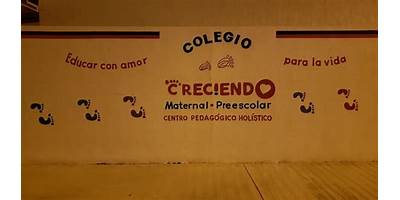 COLEGIO
Educar con amor
para la vida
CRECIENDO
Maternal • Preescolar
CENTRO PEDAGÓGICO HOLÍSTICO